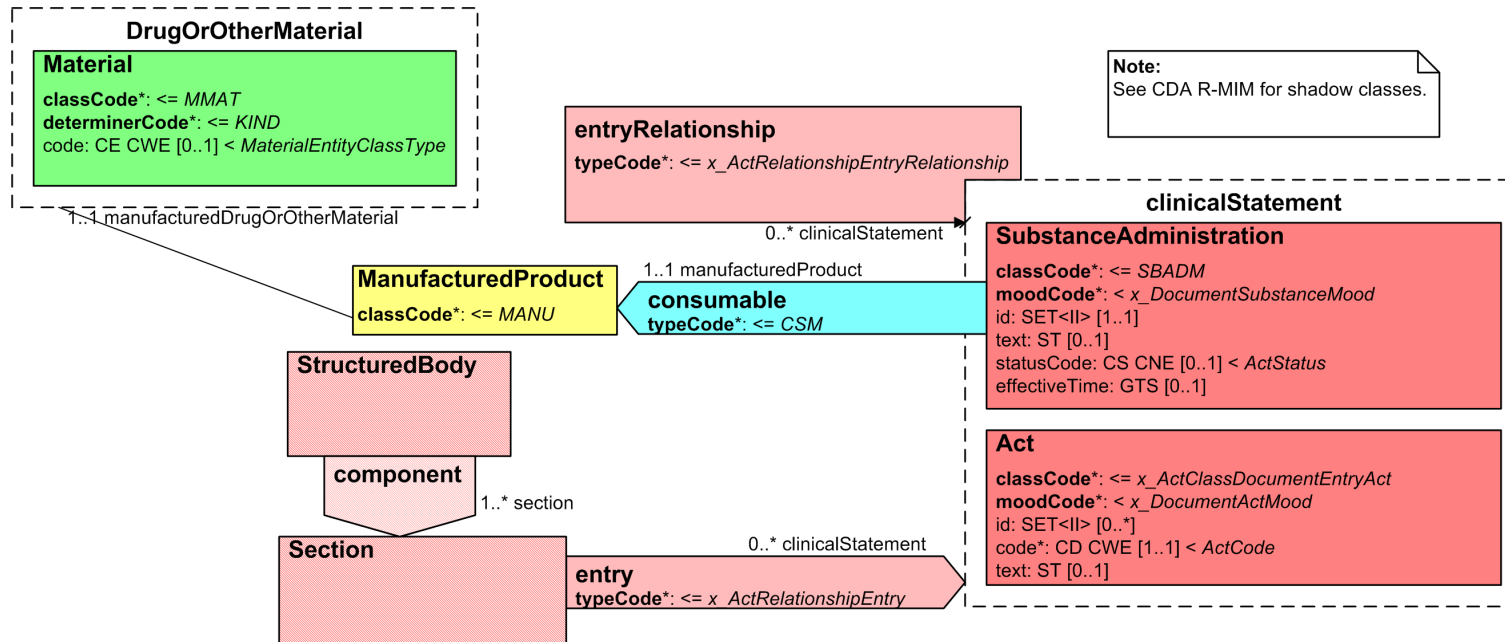 DrugOrOtherMaterial
Material
classCode*: <= MMAT
determinerCode*: <= KIND
code: CE CWE [0..1] < MaterialEntityClassType
1..1 manufacturedDrugOrOtherMaterial
Note:
See CDA R-MIM for shadow classes.
entryRelationship
typeCode*: <= x_ActRelationshipEntryRelationship
0..* clinicalStatement
clinicalStatement
SubstanceAdministration
classCode*: <= SBADM
moodCode*: < x_DocumentSubstanceMood
id: SET<II> [1..1]
text: ST [0..1]
statusCode: CS CNE [0..1] < ActStatus
effectiveTime: GTS [0..1]
1..1 manufacturedProduct
consumable
typeCode*: <= CSM
ManufacturedProduct
classCode*: <= MANU
StructuredBody
component
1..* section
Section
0..* clinicalStatement
entry
typeCode*: <= x_ActRelationshipEntry
Act
classCode*: <= x_ActClassDocumentEntryAct
moodCode*: < x_DocumentActMood
id: SET<II> [0..*]
code*: CD CWE [1..1] < ActCode
text: ST [0..1]